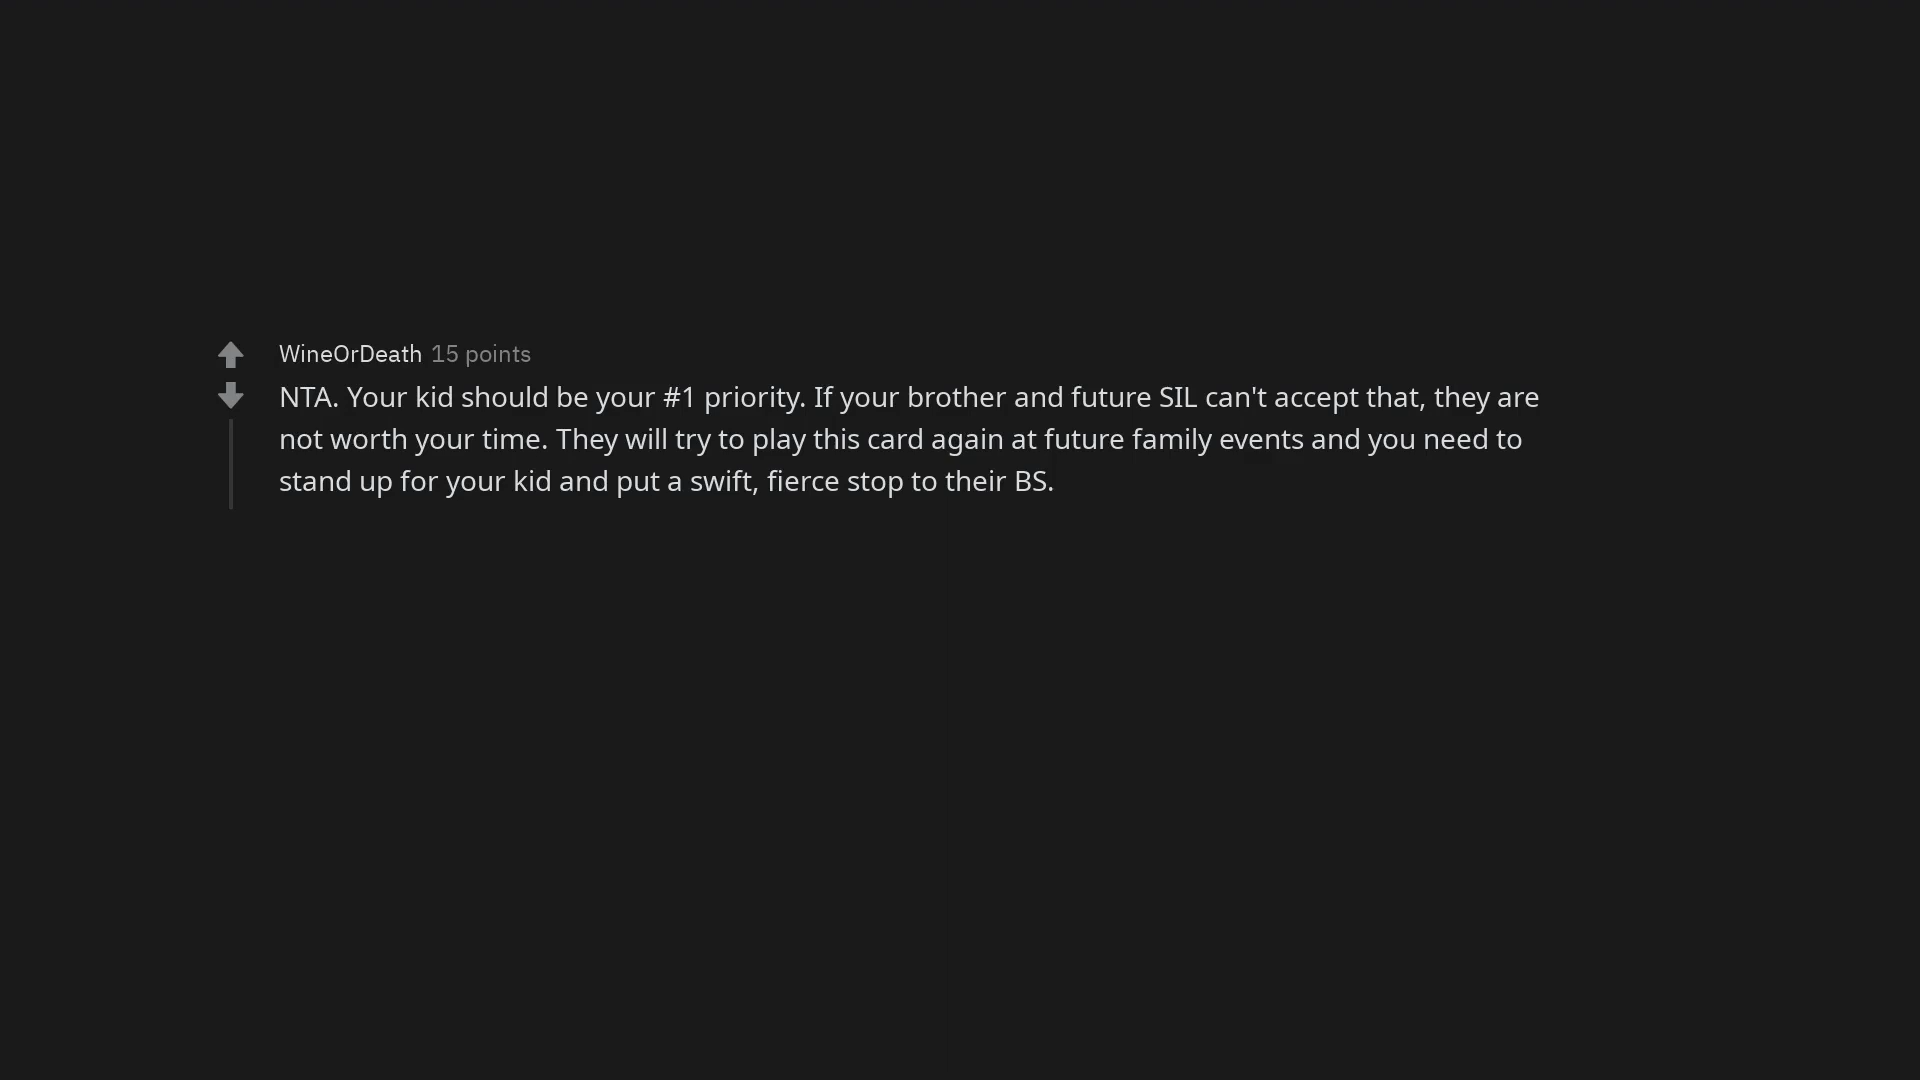 WineOrDeath 15 points
NTA. Your kid should be your #1 priority. If your brother and future SIL can't accept that, they are
not worth your time. They will try to play this card again at future family events and you need to
stand up for your kid and put a swift, fierce stop to their BS.